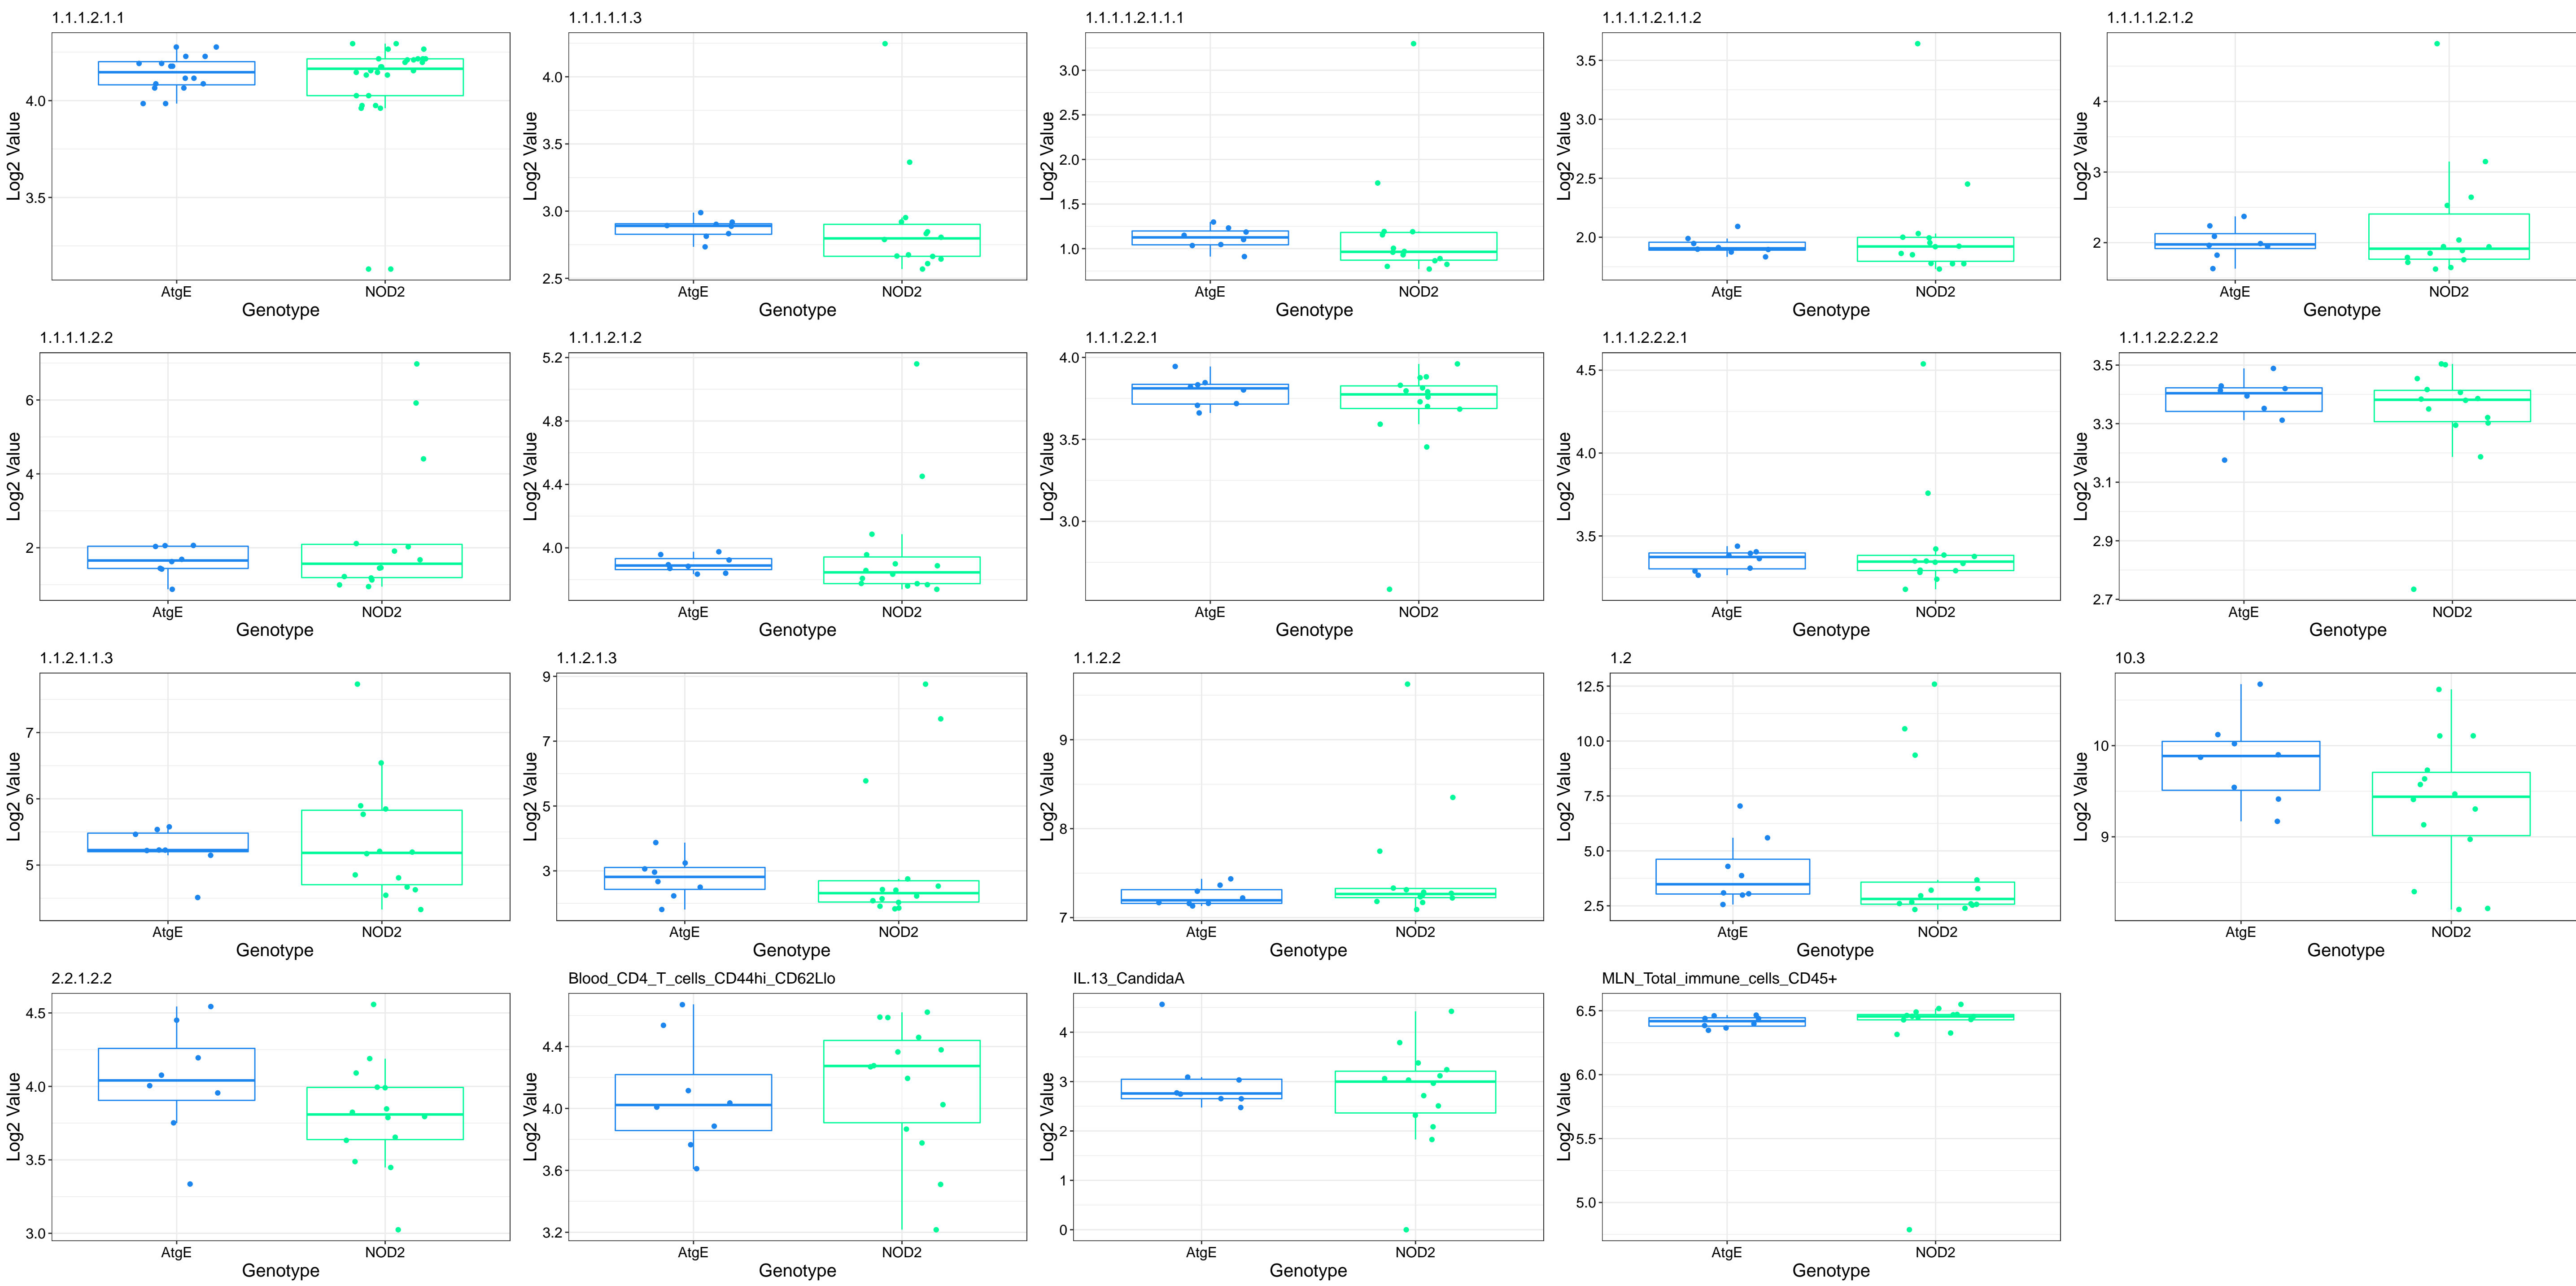 1.1.1.2.1.1
Log2 Value
4.0
3.5
AtgE
NOD2
Genotype
1.1.1.1.1.3
Log2 Value
4.0
3.5
3.0
2.5
AtgE
NOD2
Genotype
1.1.1.1.2.1.1.1
Log2 Value
3.0
2.5
2.0
1.5
1.0
AtgE
NOD2
Genotype
1.1.1.1.2.1.1.2
Log2 Value
3.5
3.0
2.5
2.0
AtgE
NOD2
Genotype
1.1.1.1.2.1.2
Log2 Value
4
3
2
AtgE
NOD2
Genotype
1.1.1.1.2.2
Log2 Value
6
4
2
AtgE
NOD2
Genotype
1.1.1.2.1.2
Log2 Value
5.2
4.8
4.4
4.0
AtgE
NOD2
Genotype
1.1.1.2.2.1
Log2 Value
4.0
3.5
3.0
AtgE
NOD2
Genotype
1.1.1.2.2.2.1
Log2 Value
4.5
4.0
3.5
AtgE
NOD2
Genotype
1.1.1.2.2.2.2.2
Log2 Value
3.5
3.3
3.1
2.9
2.7
AtgE
NOD2
Genotype
1.1.2.1.1.3
Log2 Value
7
6
5
AtgE
NOD2
Genotype
1.1.2.1.3
Log2 Value
9
7
5
3
AtgE
NOD2
Genotype
1.1.2.2
Log2 Value
9
8
7
AtgE
NOD2
Genotype
1.2
Log2 Value
12.5
10.0
7.5
5.0
2.5
AtgE
NOD2
Genotype
10.3
Log2 Value
10
9
AtgE
NOD2
Genotype
2.2.1.2.2
Log2 Value
4.5
4.0
3.5
3.0
AtgE
NOD2
Genotype
Blood_CD4_T_cells_CD44hi_CD62Llo
Log2 Value
4.4
4.0
3.6
3.2
AtgE
NOD2
Genotype
IL.13_CandidaA
Log2 Value
4
3
2
1
0
AtgE
NOD2
Genotype
MLN_Total_immune_cells_CD45+
Log2 Value
6.5
6.0
5.5
5.0
AtgE
NOD2
Genotype